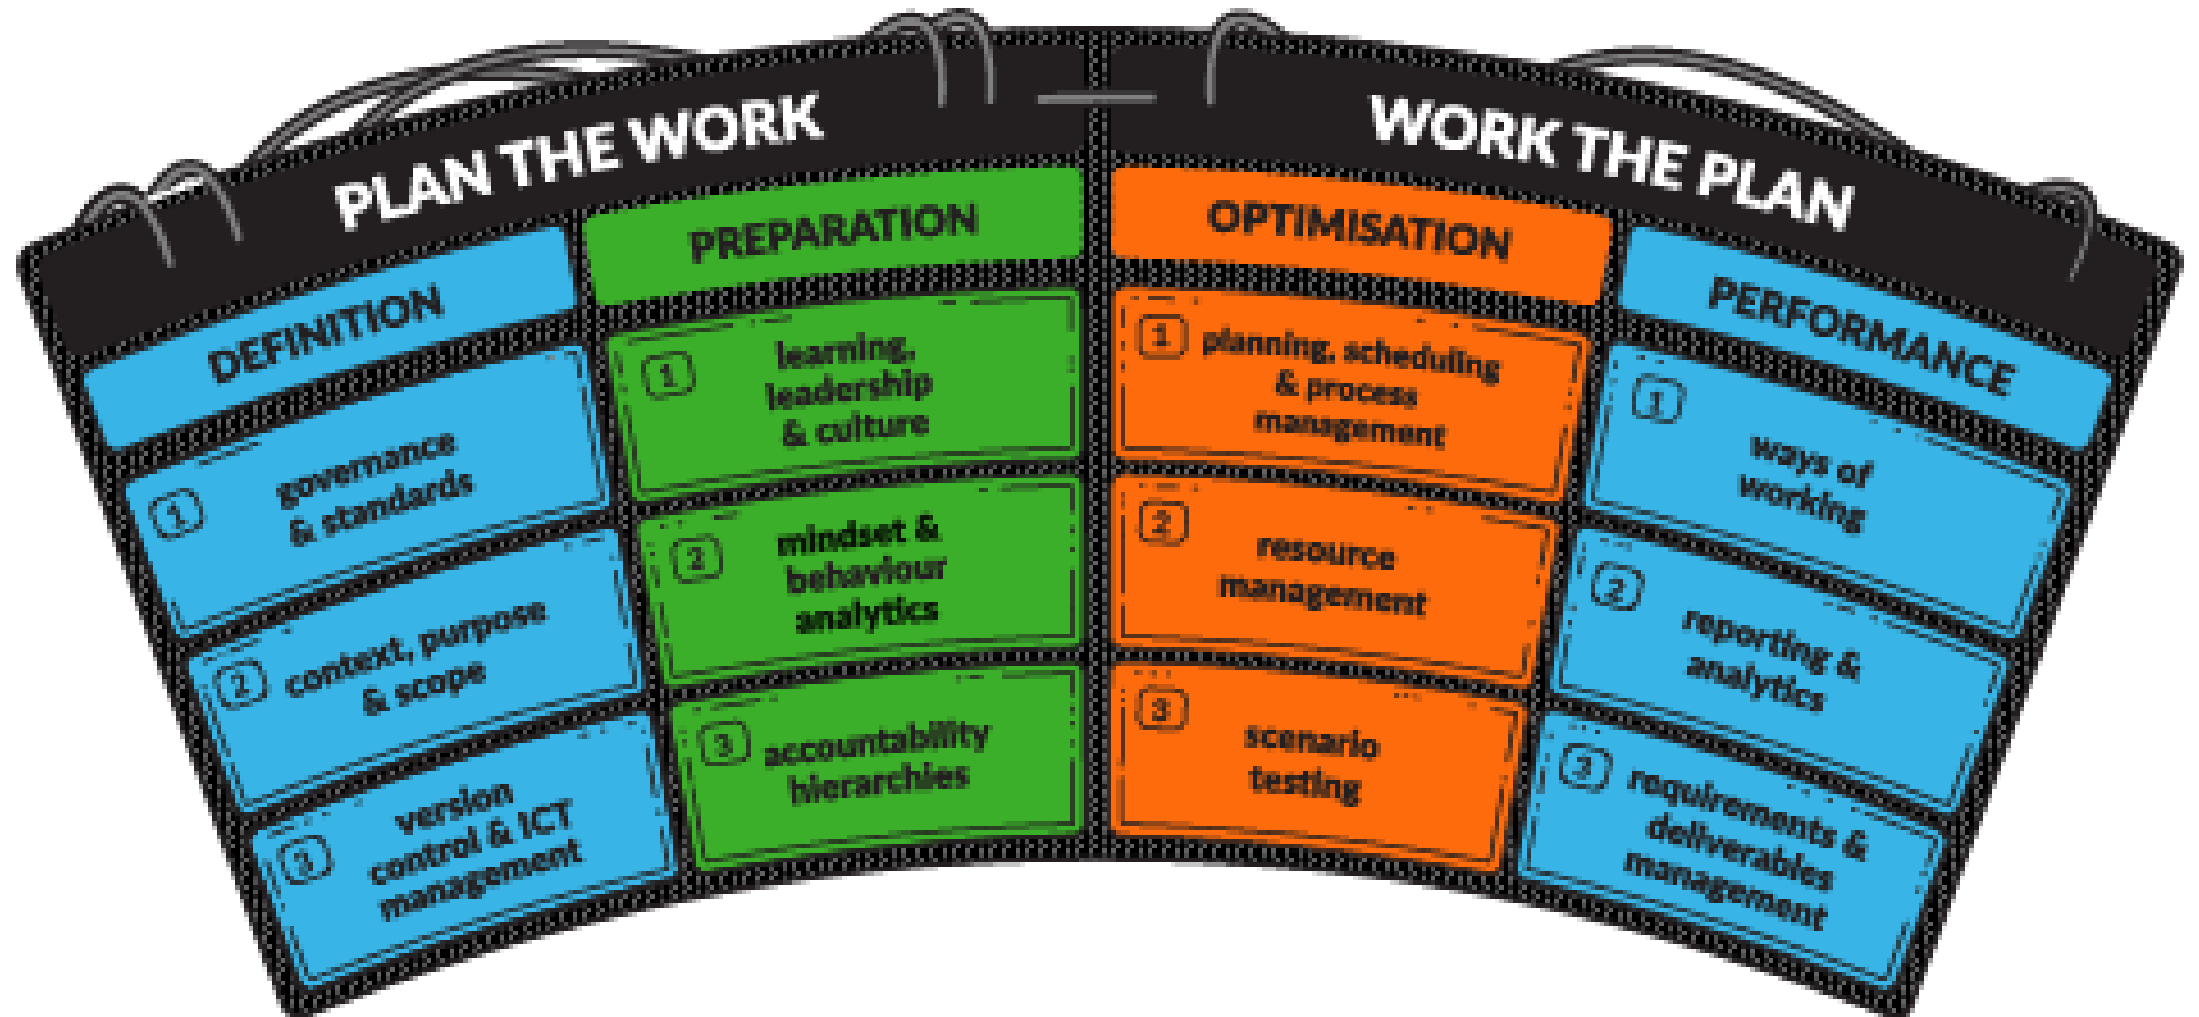 PLAN THE WORK
DEFINITION
1
governance
& standards
2
context, purpose
& scope
3
version
control & ICT
management
PREPARATION
1
learning,
leadership
& culture
2
mindset &
behaviour
analytics
3
accountability
hierarchies
WORK THE PLAN
OPTIMISATION
1
planning, scheduling
& process
management
2
resource
management
3
scenario
testing
PERFORMANCE
1
ways of
working
2
reporting &
analytics
3
requirements &
deliverables
management